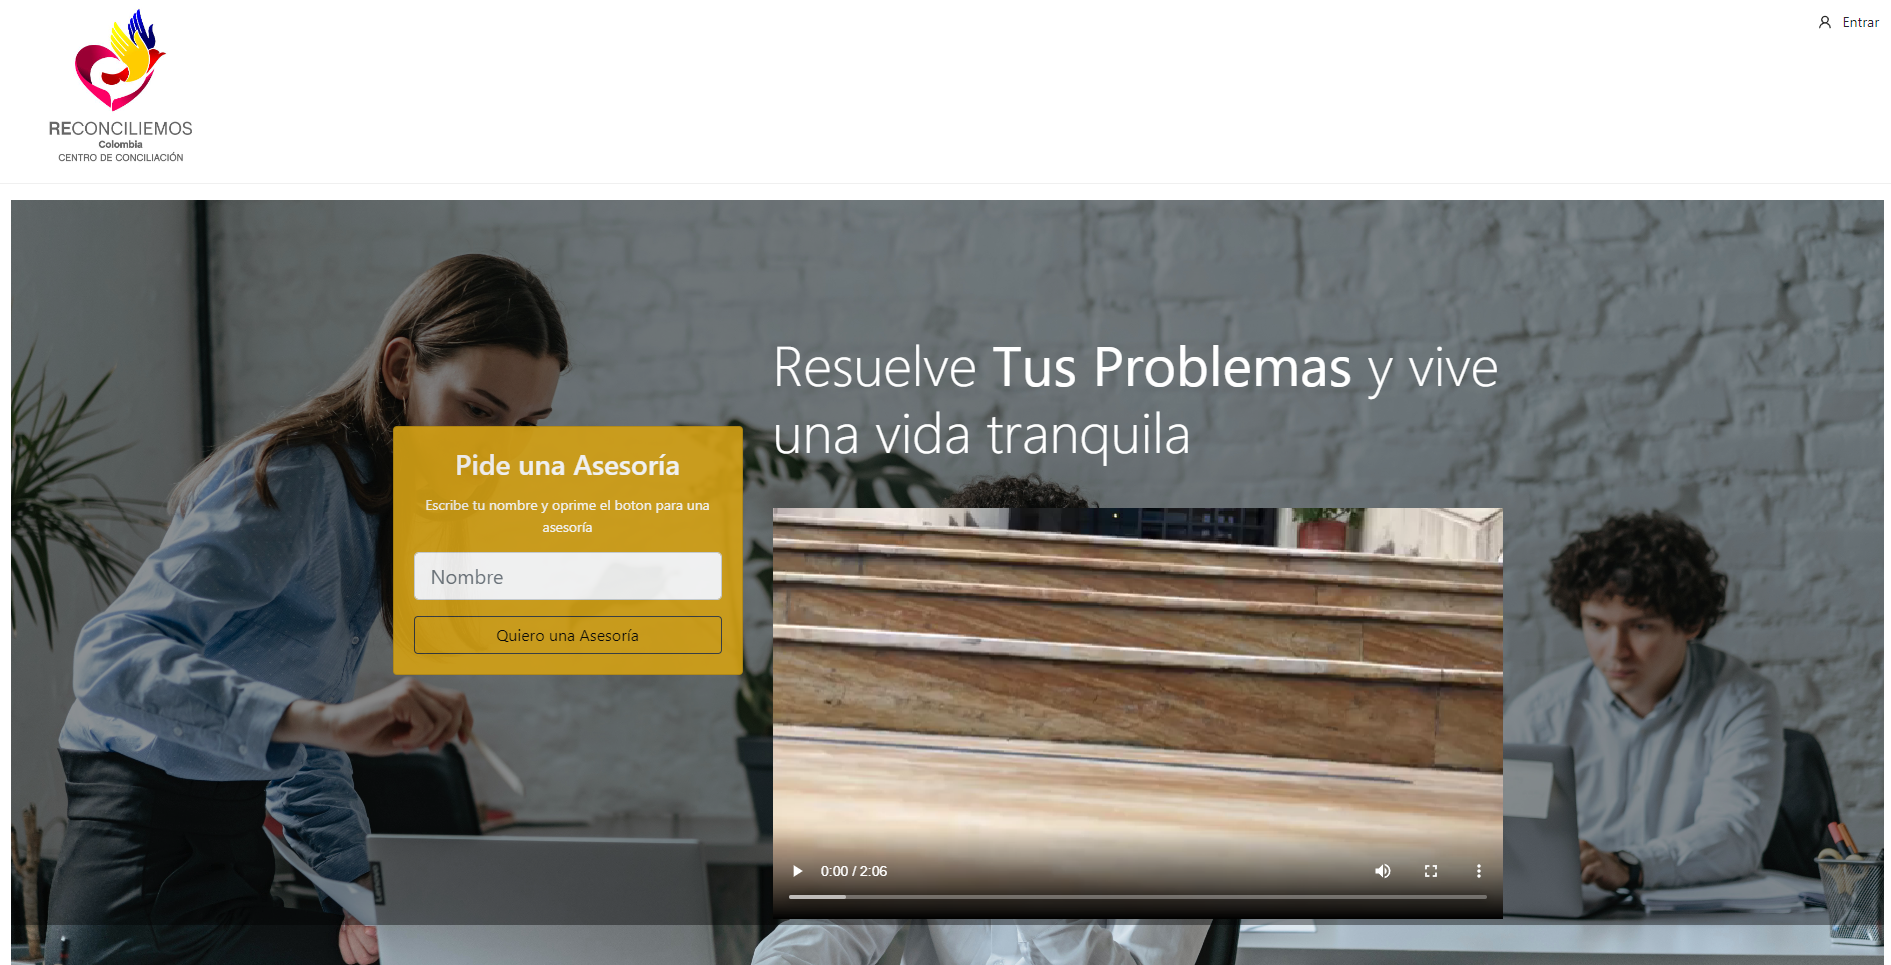 Entrar
RECONCILIEMOS
Colombia
CENTRO DE CONCILIACIÓN
Resuelve Tus Problemas y vive
una vida tranquila
Pide una Asesoría
Escribe tu nombre y oprime el boton para una
asesoría
Nombre
Quiero una Asesoría
0:00 / 2:06